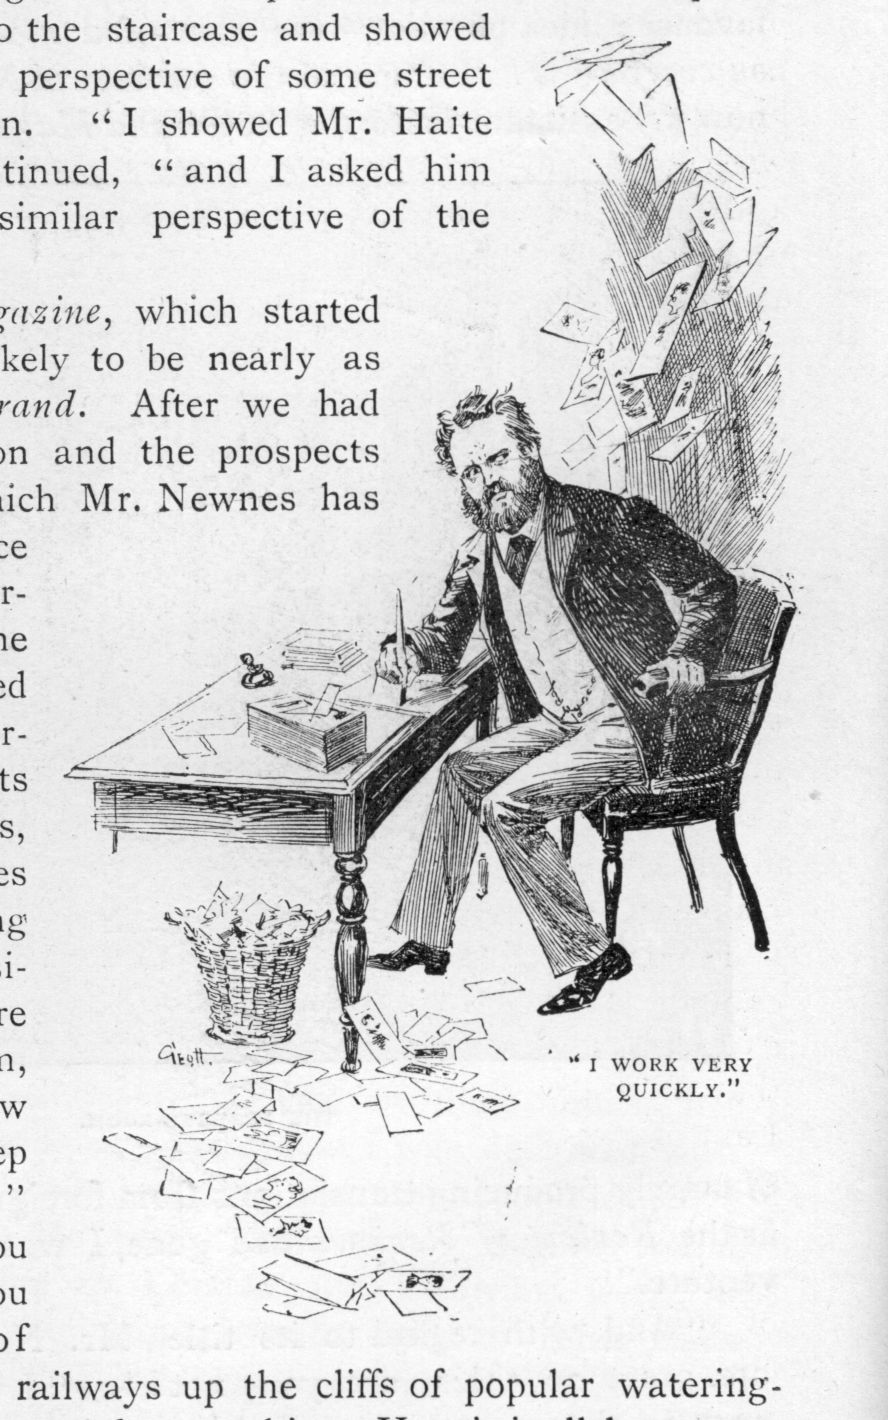 o the staircase and showed
perspective of some street
n. “ I showed Mr. Haite
tinued, “ and I asked him
similar perspective of the
gazine, which started
kely to be nearly as
rand. After we had
on and the prospects
hich Mr. Newnes has
ce
r-
ne
ed
r-
ts
s,
es
ng
si-
re
n,
w
ep
”
ou
ou
of
railways up the cliffs of popular watering-
“ I WORK VERY
QUICKLY.”